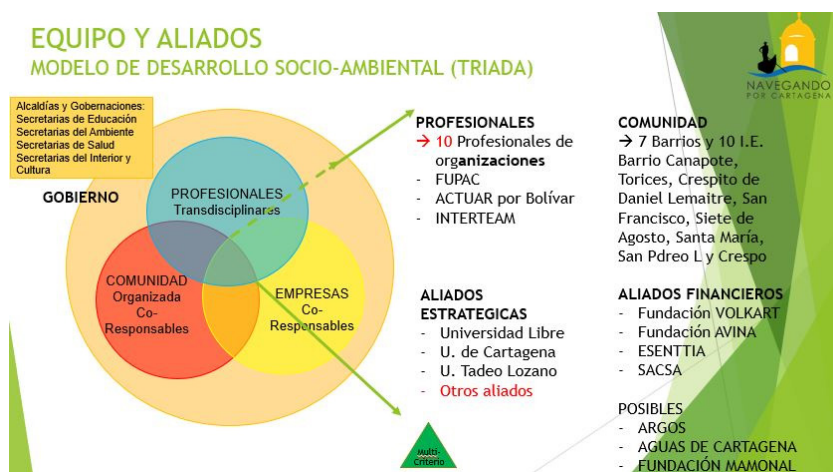 EQUIPO Y ALIADOS
MODELO DE DESARROLLO SOCIO-AMBIENTAL (TRIADA)
NAVEGANDO
POR CARTAGENA
Alcaldías y Gobernaciones:
Secretarias de Educación
Secretarias del Ambiente
Secretarias de Salud
Secretarias del Interior y
Cultura
GOBIERNO
PROFESIONALES
Transdisciplinares
COMUNIDAD
Organizada
Co-
Responsables
EMPRESAS
Co-
Responsables
Multi-
Criterio
PROFESIONALES
→ 10 Profesionales de
organizaciones
- FUPAC
- ACTUAR por Bolívar
- INTERTEAM
ALIADOS
ESTRATEGICAS
- Universidad Libre
- U. de Cartagena
- U. Tadeo Lozano
- Otros aliados
COMUNIDAD
→ 7 Barrios y 10 I.E.
Barrio Canapote,
Torices, Crespito de
Daniel Lemaitre, San
Francisco, Siete de
Agosto, Santa María,
San Pdreo L y Crespo
ALIADOS FINANCIEROS
- Fundación VOLKART
- Fundación AVINA
- ESENTTIA
- SACSA
POSIBLES
- ARGOS
- AGUAS DE CARTAGENA
- FUNDACIÓN MAMONAL